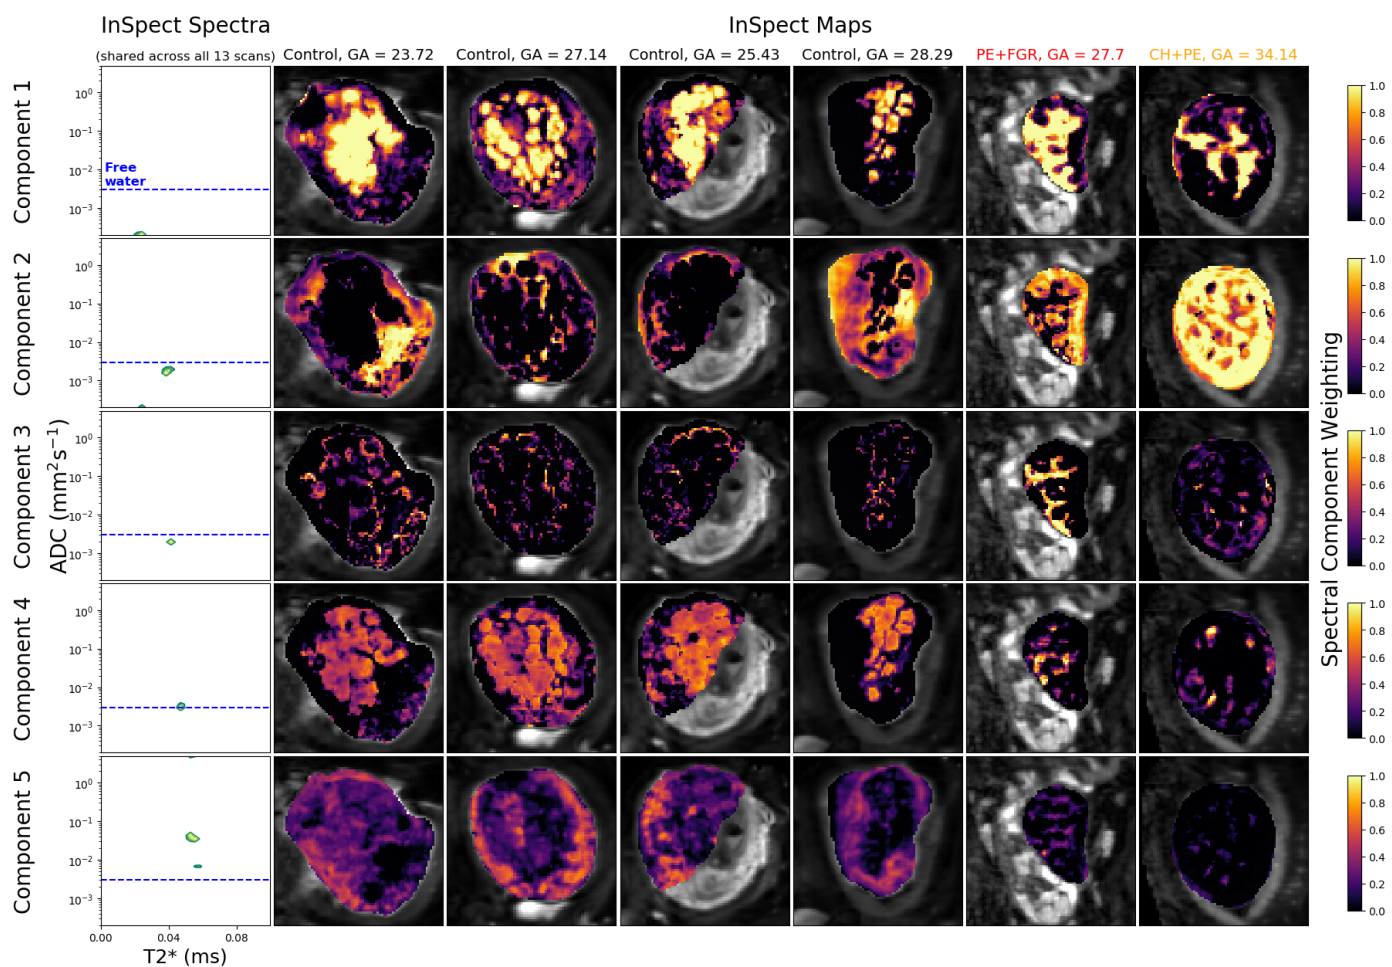 InSpect Spectra
InSpect Maps
(shared across all 13 scans)
Control, GA = 23.72
Control, GA = 27.14
Control, GA = 25.43
Control, GA = 28.29
PE+FGR, GA = 27.7
CH+PE, GA = 34.14
Component 1
Component 2
Component 3
Component 4
Component 5
ADC (mm²s⁻¹)
10⁰
10⁻¹
10⁻²
10⁻³
Free
water
10⁰
10⁻¹
10⁻²
10⁻³
10⁰
10⁻¹
10⁻²
10⁻³
10⁰
10⁻¹
10⁻²
10⁻³
10⁰
10⁻¹
10⁻²
10⁻³
0.00
0.04
0.08
T2* (ms)
Spectral Component Weighting
1.0
0.8
0.6
0.4
0.2
0.0
1.0
0.8
0.6
0.4
0.2
0.0
1.0
0.8
0.6
0.4
0.2
0.0
1.0
0.8
0.6
0.4
0.2
0.0
1.0
0.8
0.6
0.4
0.2
0.0